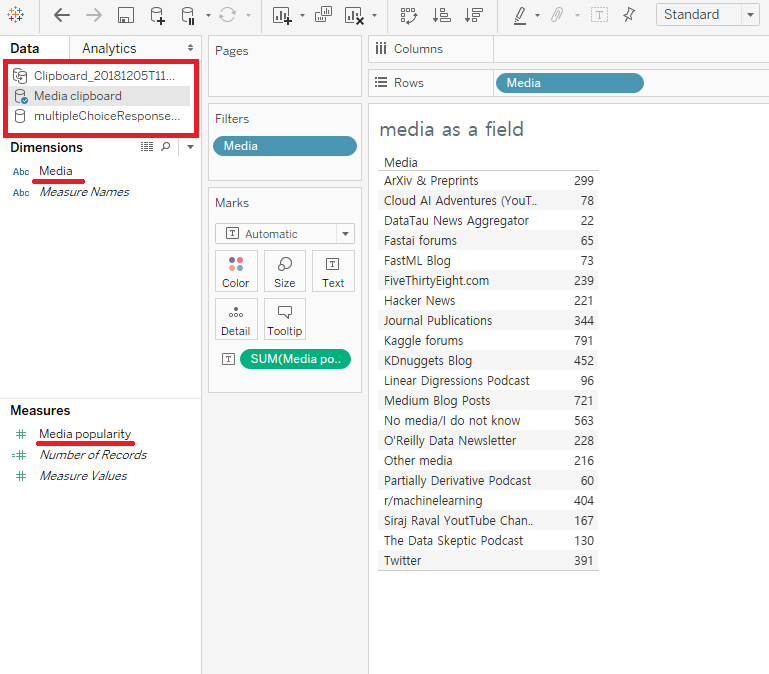 Standard
Data
Analytics
Clipboard_20181205T11...
Media clipboard
multipleChoiceResponse...
Dimensions
Abc Media
Abc Measure Names
Measures
# Media popularity
=# Number of Records
# Measure Values
Pages
Filters
Media
Marks
T Automatic
Color Size T Text
Detail Tooltip
T SUM(Media po..
Columns
Rows Media
media as a field
Media
ArXiv & Preprints 299
Cloud AI Adventures (YouT.. 78
DataTau News Aggregator 22
Fastai forums 65
FastML Blog 73
FiveThirtyEight.com 239
Hacker News 221
Journal Publications 344
Kaggle forums 791
KDnuggets Blog 452
Linear Digressions Podcast 96
Medium Blog Posts 721
No media/I do not know 563
O'Reilly Data Newsletter 228
Other media 216
Partially Derivative Podcast 60
r/machinelearning 404
Siraj Raval YoutTube Chan.. 167
The Data Skeptic Podcast 130
Twitter 391